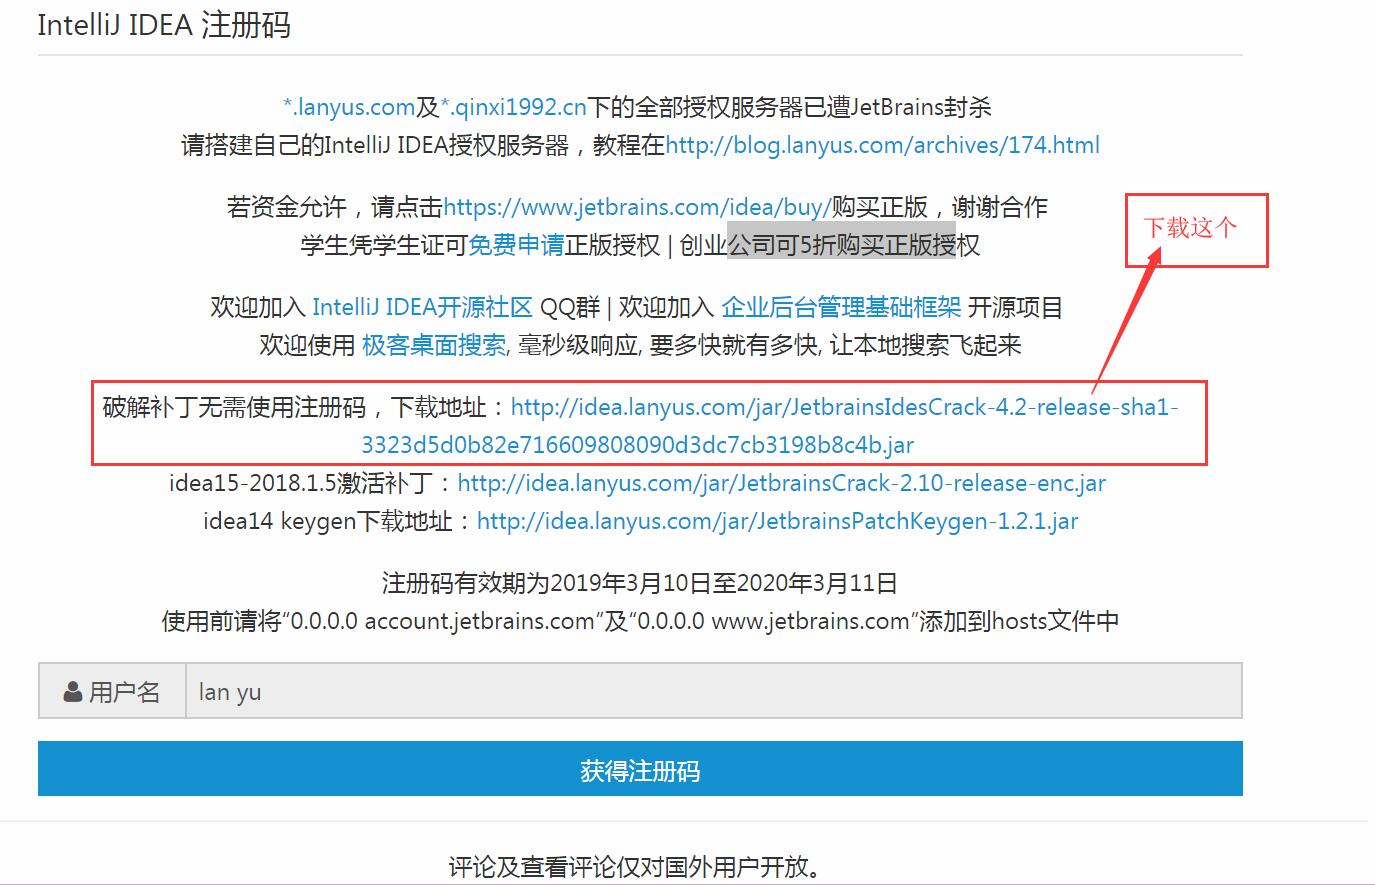 IntelliJ IDEA 注册码
*.lanyus.com及*.qinxi1992.cn下的全部授权服务器已遭JetBrains封杀
请搭建自己的IntelliJ IDEA授权服务器，教程在http://blog.lanyus.com/archives/174.html
若资金允许，请点击https://www.jetbrains.com/idea/buy/购买正版，谢谢合作
下载这个
学生凭学生证可免费申请正版授权 | 创业公司可5折购买正版授权
欢迎加入 IntelliJ IDEA开源社区 QQ群 | 欢迎加入 企业后台管理基础框架 开源项目
欢迎使用 极客桌面搜索, 毫秒级响应, 要多快就有多快, 让本地搜索飞起来
破解补丁无需使用注册码，下载地址：http://idea.lanyus.com/jar/JetbrainsIdesCrack-4.2-release-sha1-
3323d5d0b82e716609808090d3dc7cb3198b8c4b.jar
idea15-2018.1.5激活补丁：http://idea.lanyus.com/jar/JetbrainsCrack-2.10-release-enc.jar
idea14 keygen下载地址：http://idea.lanyus.com/jar/JetbrainsPatchKeygen-1.2.1.jar
注册码有效期为2019年3月10日至2020年3月11日
使用前请将“0.0.0.0 account.jetbrains.com”及“0.0.0.0 www.jetbrains.com”添加到hosts文件中
用户名 lan yu
获得注册码
评论及查看评论仅对国外用户开放。